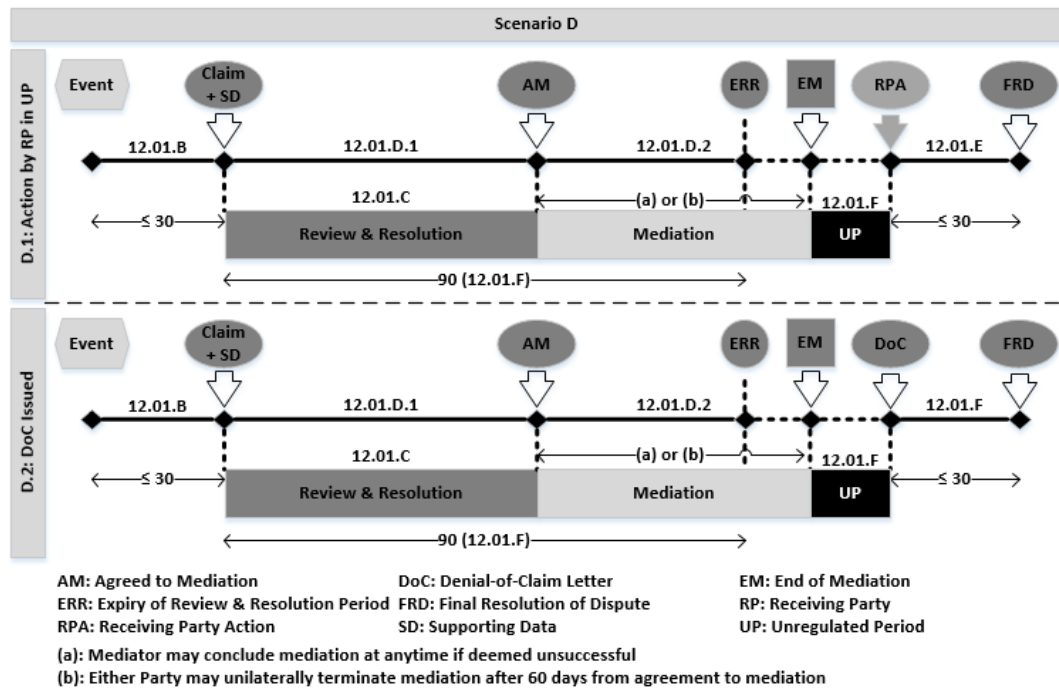 Scenario D
D.1: Action by RP in UP
Event
Claim
+ SD
AM
ERR
EM
RPA
FRD
12.01.B
12.01.D.1
12.01.D.2
12.01.E
12.01.C
(a) or (b)
12.01.F
≤ 30
Review & Resolution
Mediation
UP
≤ 30
90 (12.01.F)
D.2: DoC Issued
Event
Claim
+ SD
AM
ERR
EM
DoC
FRD
12.01.B
12.01.D.1
12.01.D.2
12.01.F
12.01.C
(a) or (b)
12.01.F
≤ 30
Review & Resolution
Mediation
UP
≤ 30
90 (12.01.F)
AM: Agreed to Mediation
DoC: Denial-of-Claim Letter
EM: End of Mediation
ERR: Expiry of Review & Resolution Period
FRD: Final Resolution of Dispute
RP: Receiving Party
RPA: Receiving Party Action
SD: Supporting Data
UP: Unregulated Period
(a): Mediator may conclude mediation at anytime if deemed unsuccessful
(b): Either Party may unilaterally terminate mediation after 60 days from agreement to mediation